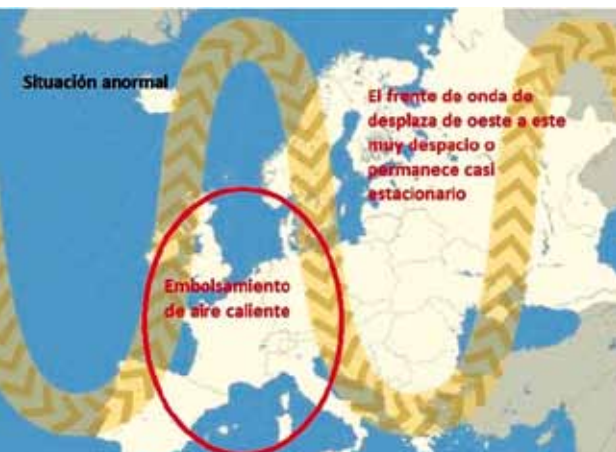 Situación anormal
El frente de onda de
desplaza de oeste a este
muy despacio o
permanece casi
estacionario
Embolsamiento
de aire caliente